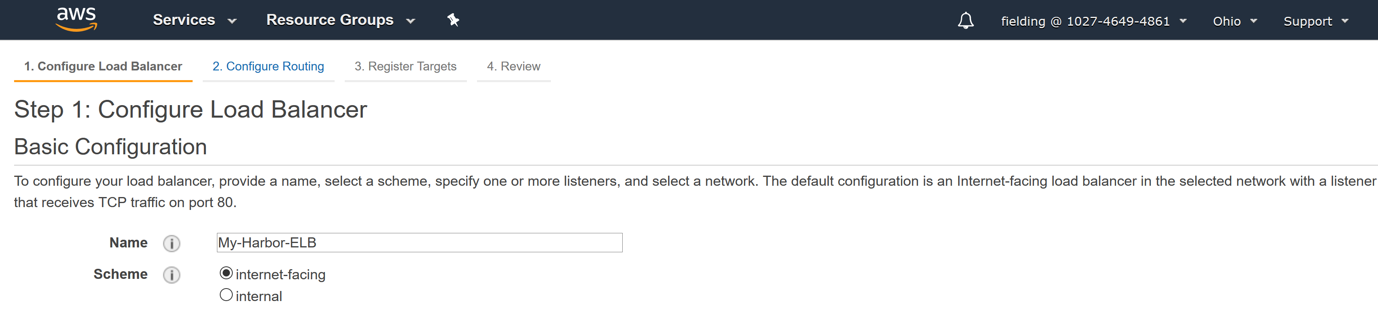 aws Services Resource Groups fielding @ 1027-4649-4861 Ohio Support
1. Configure Load Balancer 2. Configure Routing 3. Register Targets 4. Review
Step 1: Configure Load Balancer
Basic Configuration
To configure your load balancer, provide a name, select a scheme, specify one or more listeners, and select a network. The default configuration is an Internet-facing load balancer in the selected network with a listener
that receives TCP traffic on port 80.
Name i My-Harbor-ELB
Scheme i internet-facing
internal